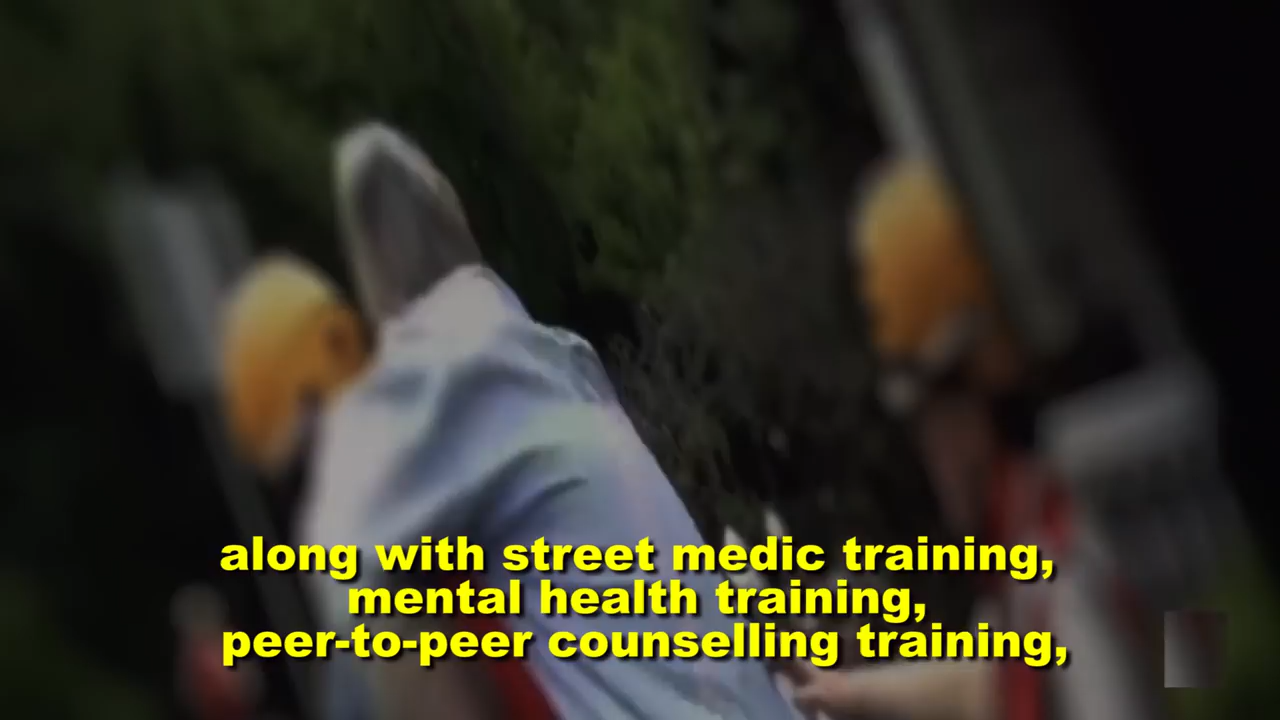 along with street medic training,
mental health training,
peer-to-peer counselling training,